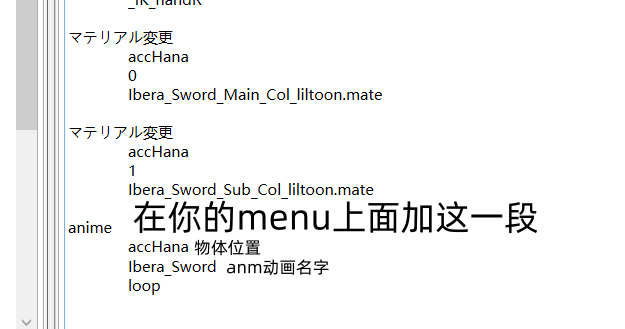 _IK_handR
マテリアル変更
accHana
0
Ibera_Sword_Main_Col_liltoon.mate
マテリアル変更
accHana
1
Ibera_Sword_Sub_Col_liltoon.mate
anime 在你的menu上面加这一段
accHana 物体位置
Ibera_Sword anm动画名字
loop